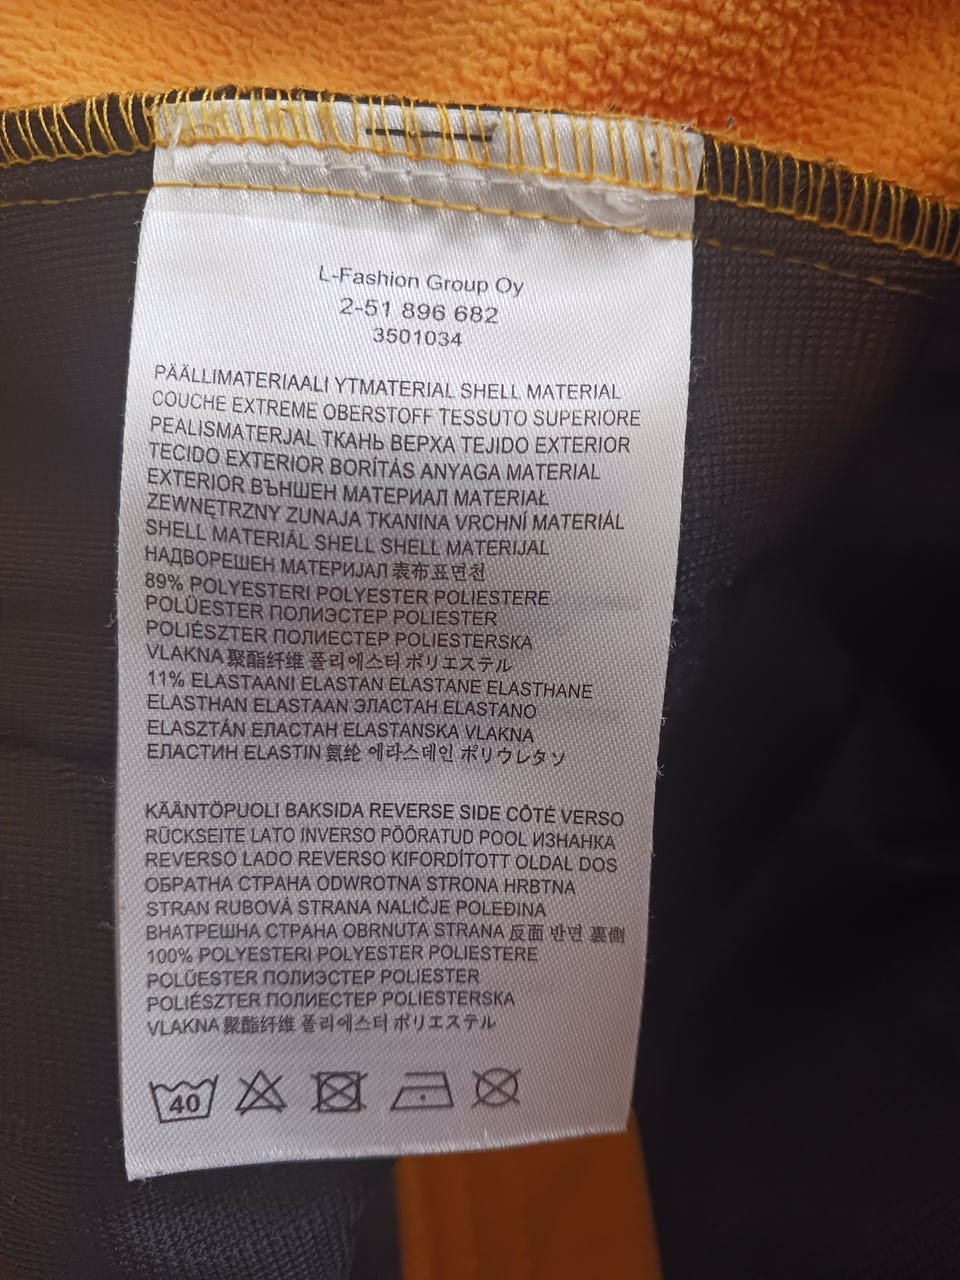 L-Fashion Group Oy
2-51 896 682
3501034
PÄÄLLIMATERIAALI YTMATERIAL SHELL MATERIAL
COUCHE EXTREME OBERSTOFF TESSUTO SUPERIORE
PEALISMATERJAL ТКАНЬ ВЕРХА TEJIDO EXTERIOR
TECIDO EXTERIOR BORÍTÁS ANYAGA MATERIAL
EXTERIOR ВЪНШЕН МАТЕРИАЛ MATERIAŁ
ZEWNĘTRZNY ZUNAJA TKANINA VRCHNÍ MATERIÁL
SHELL MATERIÁL SHELL SHELL MATERIJAL
НАДВОРЕШЕН МАТЕРИЈАЛ 表布 표면천
89% POLYESTERI POLYESTER POLIESTERE
POLÜESTER ПОЛИЭСТЕР POLIESTER
POLIÉSZTER ПОЛИЕСТЕР POLIESTERSKA
VLAKNA 聚酯纤维 폴리에스터 ポリエステル
11% ELASTAANI ELASTAN ELASTANE ELASTHANE
ELASTHAN ELASTAAN ЭЛАСТАН ELASTANO
ELASZTÁN ЕЛАСТАН ELASTANSKA VLAKNA
ЕЛАСТИН ELASTIN 氨纶 에라스데인 ポリウレタソ
KÄÄNTÖPUOLI BAKSIDA REVERSE SIDE CÔTÉ VERSO
RÜCKSEITE LATO INVERSO PÖÖRATUD POOL ИЗНАНКА
REVERSO LADO REVERSO KIFORDÍTOTT OLDAL DOS
ОБРАТНА СТРАНА ODWROTNA STRONA HRBTNA
STRAN RUBOVÁ STRANA NALIČJE POLEĐINA
ВНАТРЕШНА СТРАНА OBRNUTA STRANA 反面 반면 裏側
100% POLYESTERI POLYESTER POLIESTERE
POLÜESTER ПОЛИЭСТЕР POLIESTER
POLIÉSZTER ПОЛИЕСТЕР POLIESTERSKA
VLAKNA 聚酯纤维 폴리에스터 ポリエステル
40